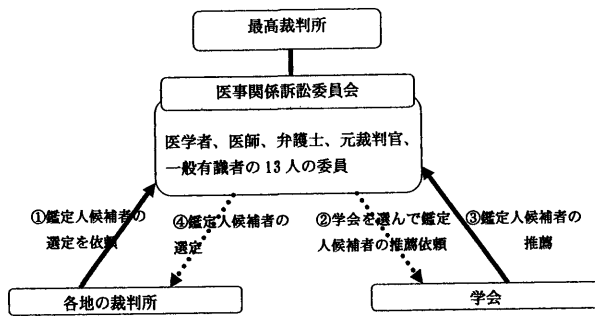 最高裁判所
医事関係訴訟委員会
医学者、医師、弁護士、元裁判官、
一般有識者の13人の委員
①鑑定人候補者の
選定を依頼
④鑑定人候補者の
選定
②学会を選んで鑑定
人候補者の推薦依頼
③鑑定人候補者の
推薦
各地の裁判所
学会